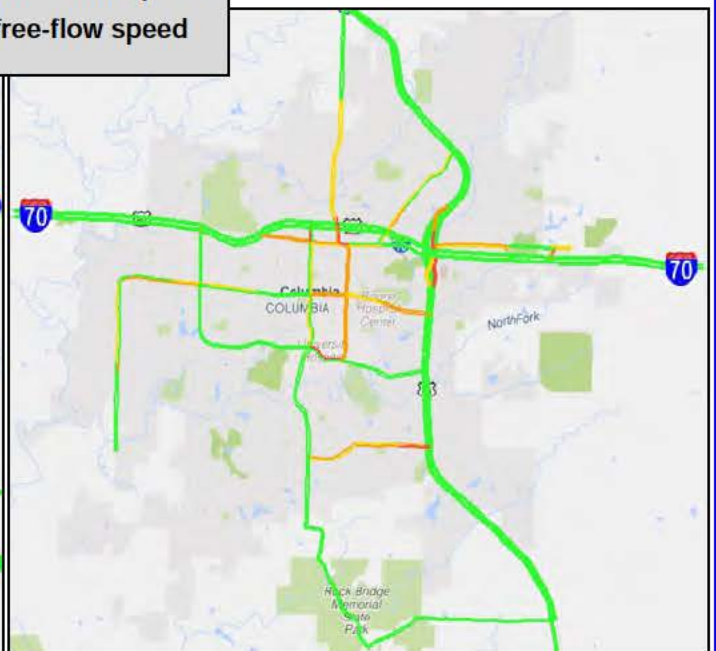 free-flow speed
70
70
Columbia
COLUMBIA
Hospital
Center
NorthFork
Rock Bridge
Memorial
State
Park